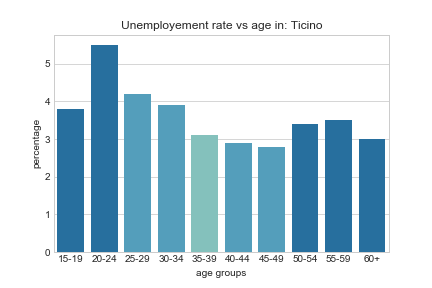 Unemployement rate vs age in: Ticino
percentage
5
4
3
2
1
0
15-19 20-24 25-29 30-34 35-39 40-44 45-49 50-54 55-59 60+
age groups